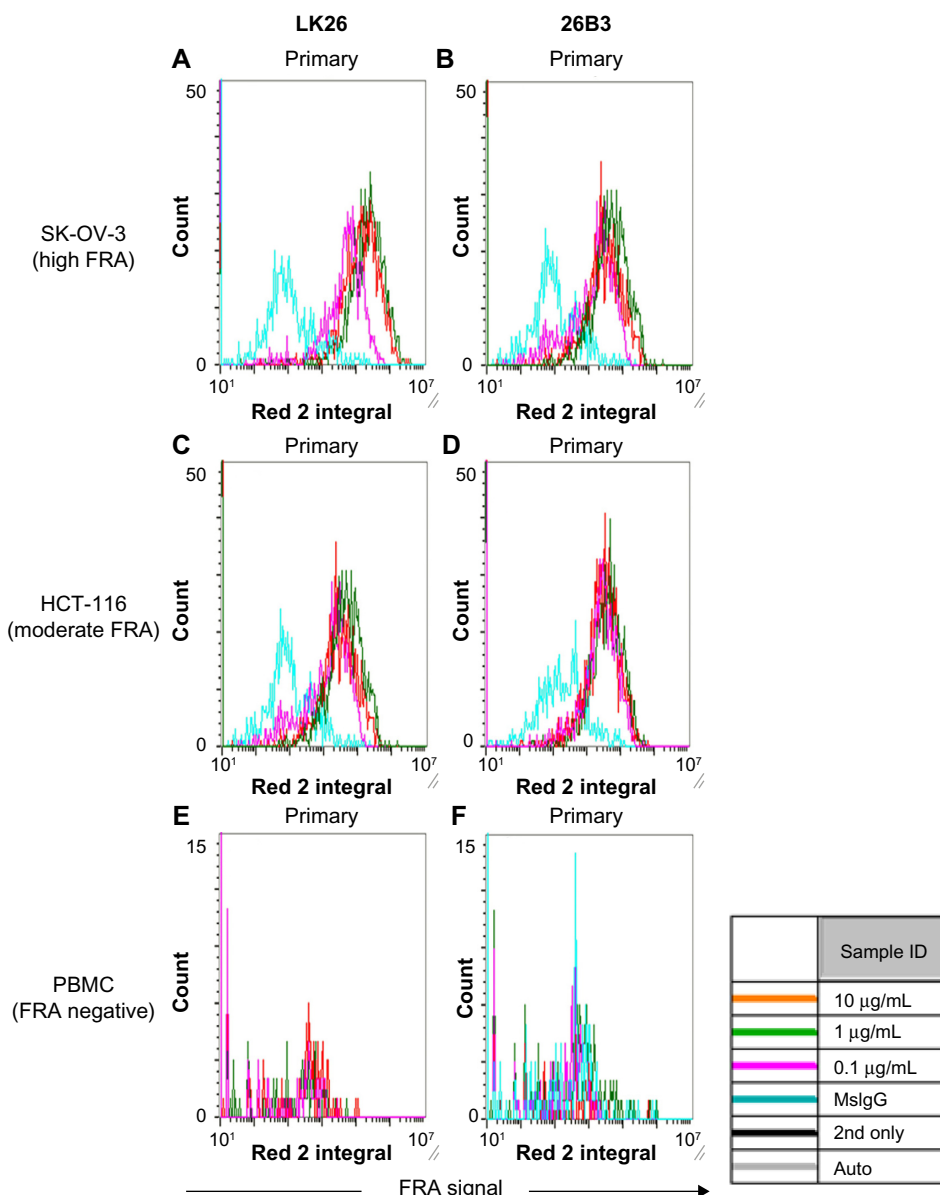 LK26
26B3
A
Primary
B
Primary
SK-OV-3
(high FRA)
Count
50
0
10¹
10⁷
Red 2 integral
Count
50
0
10¹
10⁷
Red 2 integral
C
Primary
D
Primary
HCT-116
(moderate FRA)
Count
50
0
10¹
10⁷
Red 2 integral
Count
50
0
10¹
10⁷
Red 2 integral
E
Primary
F
Primary
PBMC
(FRA negative)
Count
15
0
10¹
10⁷
Red 2 integral
Count
15
0
10¹
10⁷
Red 2 integral
FRA signal
Sample ID
10 μg/mL
1 μg/mL
0.1 μg/mL
MsIgG
2nd only
Auto